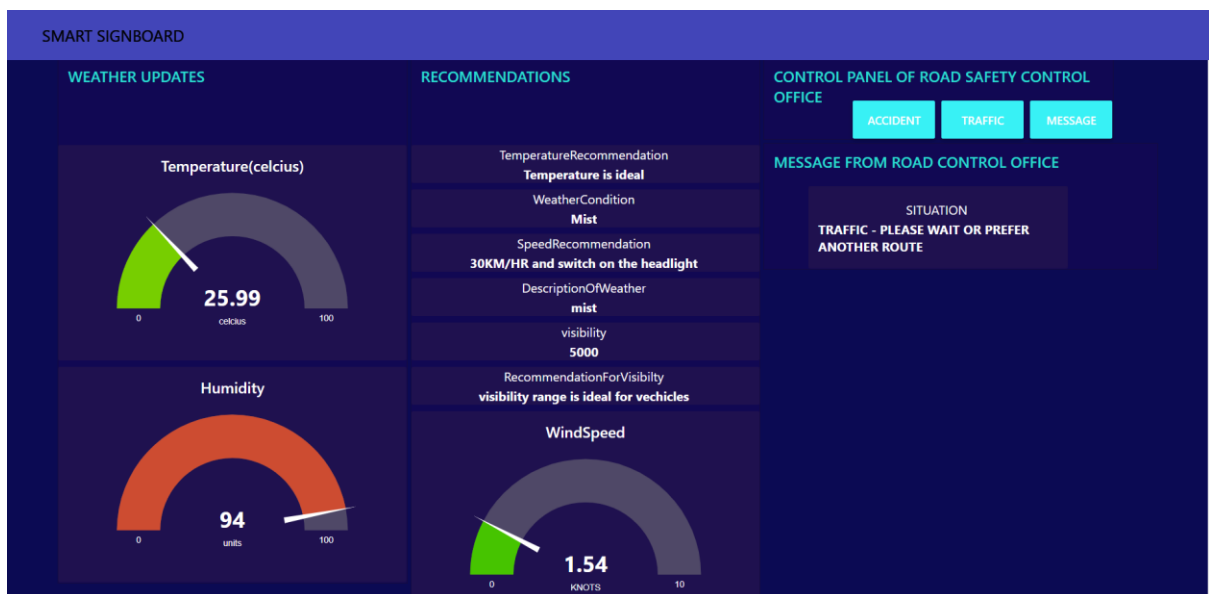 SMART SIGNBOARD
WEATHER UPDATES
Temperature(celcius)
25.99
celcius
0
100
Humidity
94
units
0
100
RECOMMENDATIONS
TemperatureRecommendation
Temperature is ideal
WeatherCondition
Mist
SpeedRecommendation
30KM/HR and switch on the headlight
DescriptionOfWeather
mist
visibility
5000
RecommendationForVisibilty
visibility range is ideal for vechicles
WindSpeed
1.54
KNOTS
0
10
CONTROL PANEL OF ROAD SAFETY CONTROL
OFFICE
ACCIDENT
TRAFFIC
MESSAGE
MESSAGE FROM ROAD CONTROL OFFICE
SITUATION
TRAFFIC - PLEASE WAIT OR PREFER
ANOTHER ROUTE